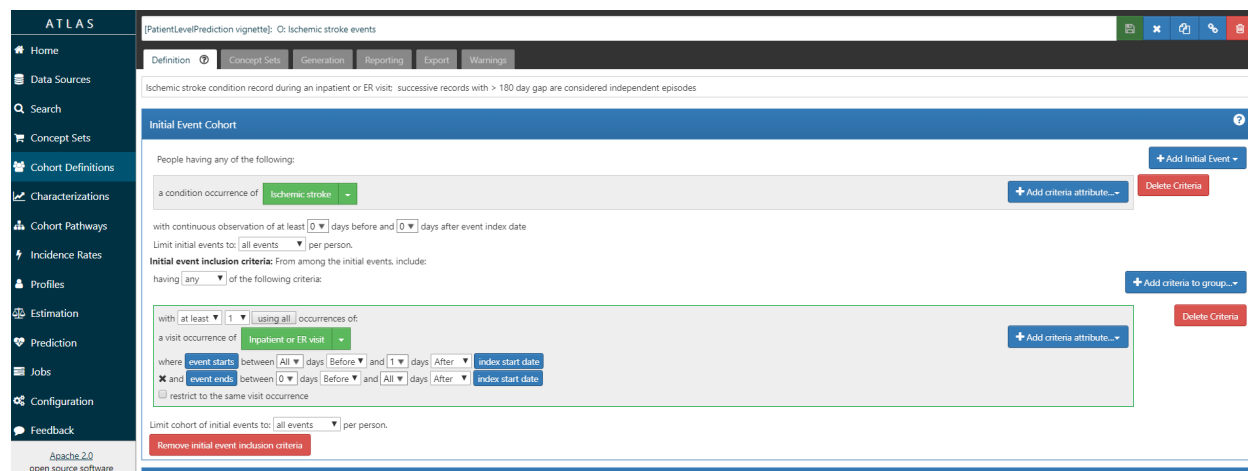 ATLAS
Home
Data Sources
Search
Concept Sets
Cohort Definitions
Characterizations
Cohort Pathways
Incidence Rates
Profiles
Estimation
Prediction
Jobs
Configuration
Feedback
Apache 2.0
open source software
[PatientLevelPrediction vignette]: O: Ischemic stroke events
Definition ? Concept Sets Generation Reporting Export Warnings
Ischemic stroke condition record during an inpatient or ER visit; successive records with > 180 day gap are considered independent episodes
Initial Event Cohort ?
People having any of the following: + Add Initial Event
a condition occurrence of Ischemic stroke + Add criteria attribute... Delete Criteria
with continuous observation of at least 0 days before and 0 days after event index date
Limit initial events to: all events per person.
Initial event inclusion criteria: From among the initial events, include:
having any of the following criteria: + Add criteria to group...
with at least 1 using all occurrences of: Delete Criteria
a visit occurrence of Inpatient or ER visit + Add criteria attribute...
where event starts between All days Before and 1 days After index start date
and event ends between 0 days Before and All days After index start date
restrict to the same visit occurrence
Limit cohort of initial events to: all events per person.
Remove initial event inclusion criteria